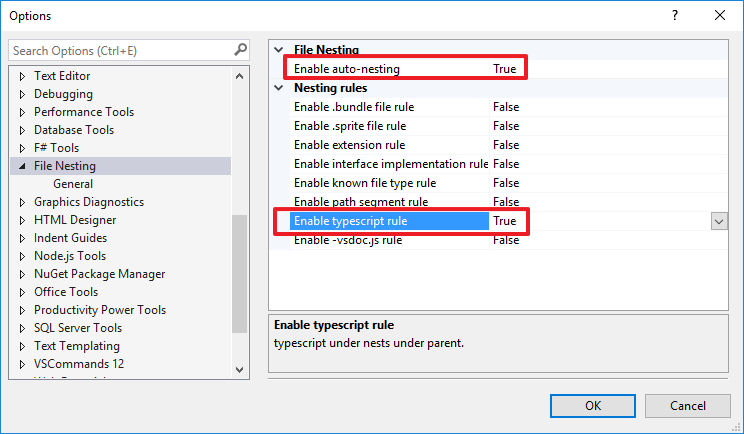 Options
Search Options (Ctrl+E)
Text Editor
Debugging
Performance Tools
Database Tools
F# Tools
File Nesting
General
Graphics Diagnostics
HTML Designer
Indent Guides
Node.js Tools
NuGet Package Manager
Office Tools
Productivity Power Tools
SQL Server Tools
Text Templating
VSCommands 12
File Nesting
Enable auto-nesting True
Nesting rules
Enable .bundle file rule False
Enable .sprite file rule False
Enable extension rule False
Enable interface implementation rule False
Enable known file type rule False
Enable path segment rule False
Enable typescript rule True
Enable -vsdoc.js rule False
Enable typescript rule
typescript under nests under parent.
OK Cancel